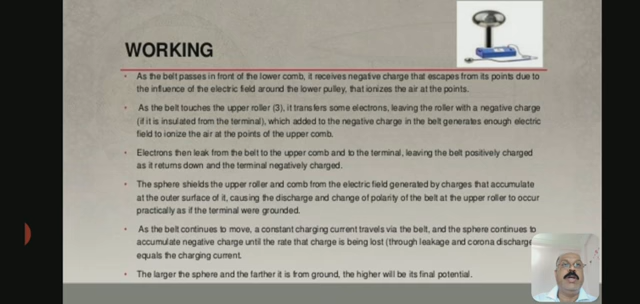 WORKING
As the belt passes in front of the lower comb, it receives negative charge that escapes from its points due to
the influence of the electric field around the lower pulley, that ionizes the air at the points.
As the belt touches the upper roller (3), it transfers some electrons, leaving the roller with a negative charge
(if it is insulated from the terminal), which added to the negative charge in the belt generates enough electric
field to ionize the air at the points of the upper comb.
Electrons then leak from the belt to the upper comb and to the terminal, leaving the belt positively charged
as it returns down and the terminal negatively charged.
The sphere shields the upper roller and comb from the electric field generated by charges that accumulate
at the outer surface of it, causing the discharge and change of polarity of the belt at the upper roller to occur
practically as if the terminal were grounded.
As the belt continues to move, a constant charging current travels via the belt, and the sphere continues to
accumulate negative charge until the rate that charge is being lost (through leakage and corona discharge
equals the charging current.
The larger the sphere and the farther it is from ground, the higher will be its final potential.